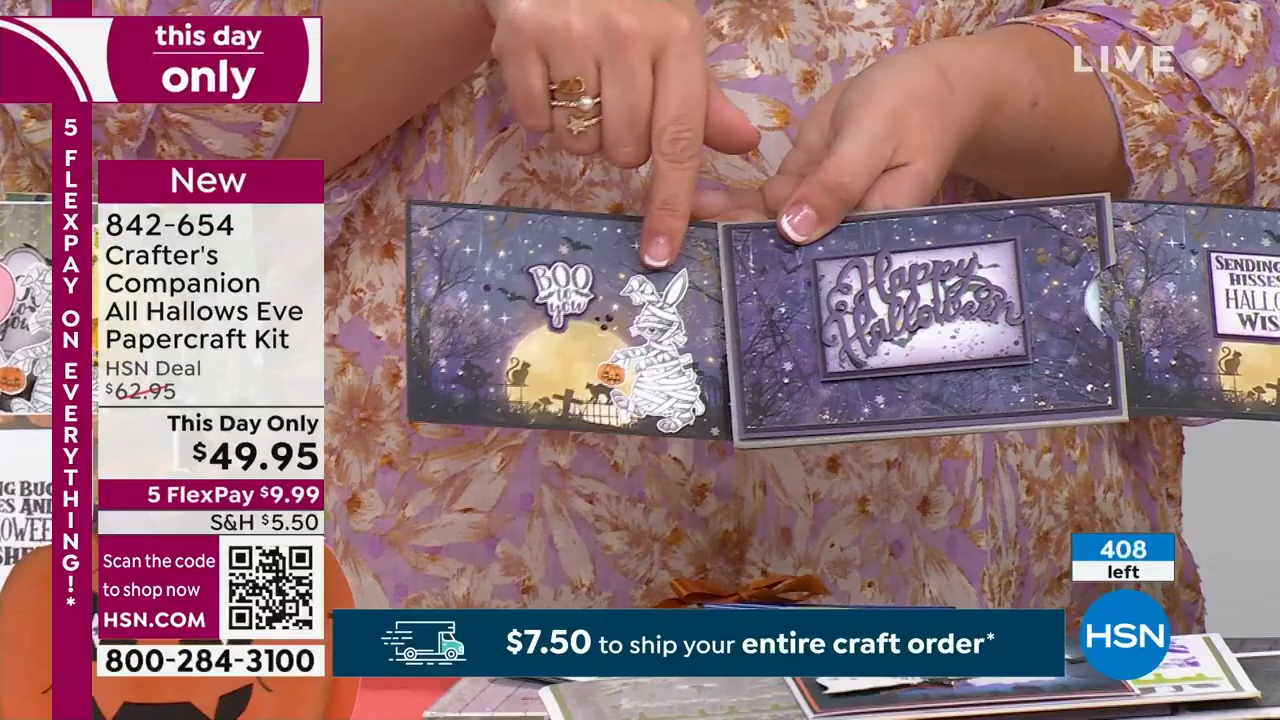 this day
only
5 FLEXPAY ON EVERYTHING!*
New
842-654
Crafter's
Companion
All Hallows Eve
Papercraft Kit
HSN Deal
$62.95
This Day Only
$49.95
5 FlexPay $9.99
S&H $5.50
Scan the code
to shop now
HSN.COM
800-284-3100
LIVE
BOO
to
you
Happy
Halloween
SENDING
HISSES
HALLO
WIS
408
left
HSN
$7.50 to ship your entire craft order*